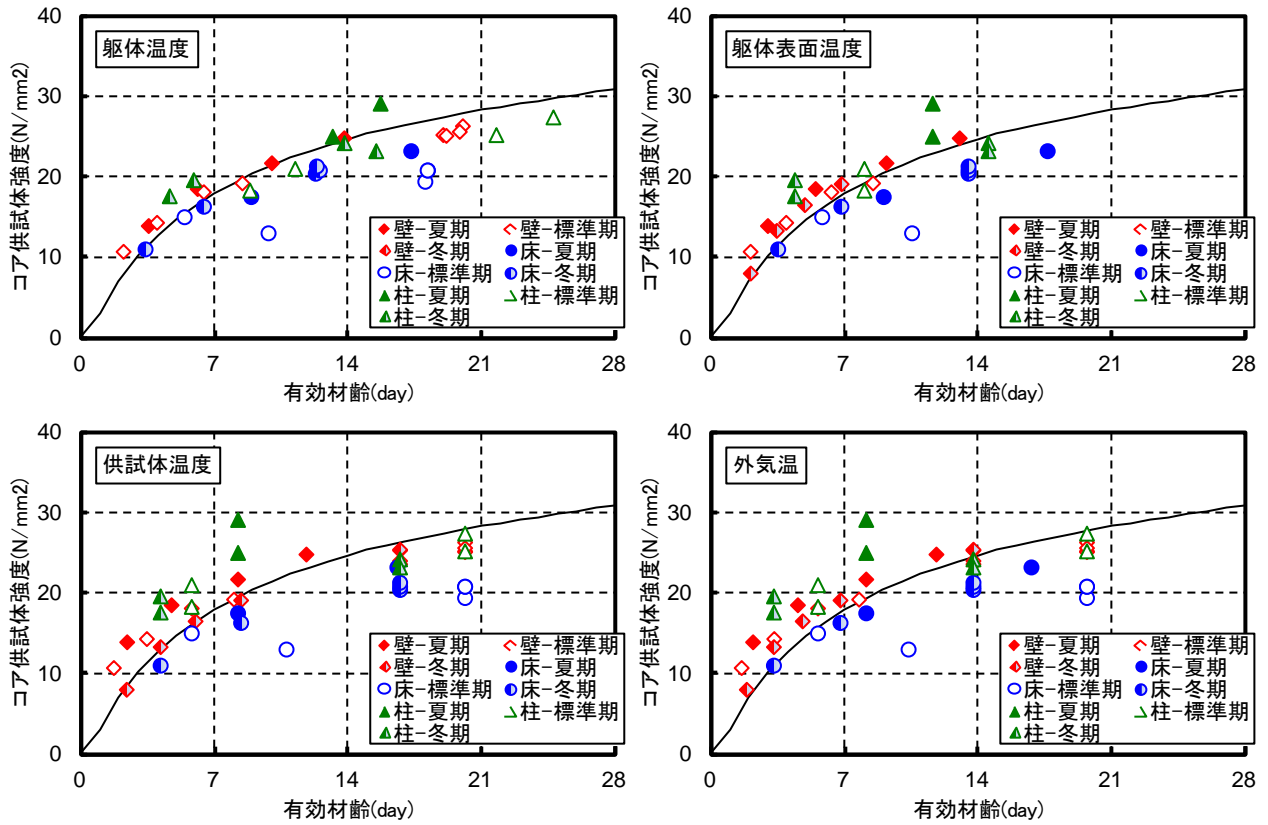 躯体温度
コア供試体強度(N/mm2)
40
30
20
10
0
0 7 14 21 28
有効材齢(day)
壁-夏期 壁-標準期
壁-冬期 床-夏期
床-標準期 床-冬期
柱-夏期 柱-標準期
柱-冬期
躯体表面温度
コア供試体強度(N/mm2)
40
30
20
10
0
0 7 14 21 28
有効材齢(day)
壁-夏期 壁-標準期
壁-冬期 床-夏期
床-標準期 床-冬期
柱-夏期 柱-標準期
柱-冬期
供試体温度
コア供試体強度(N/mm2)
40
30
20
10
0
0 7 14 21 28
有効材齢(day)
壁-夏期 壁-標準期
壁-冬期 床-夏期
床-標準期 床-冬期
柱-夏期 柱-標準期
柱-冬期
外気温
コア供試体強度(N/mm2)
40
30
20
10
0
0 7 14 21 28
有効材齢(day)
壁-夏期 壁-標準期
壁-冬期 床-夏期
床-標準期 床-冬期
柱-夏期 柱-標準期
柱-冬期